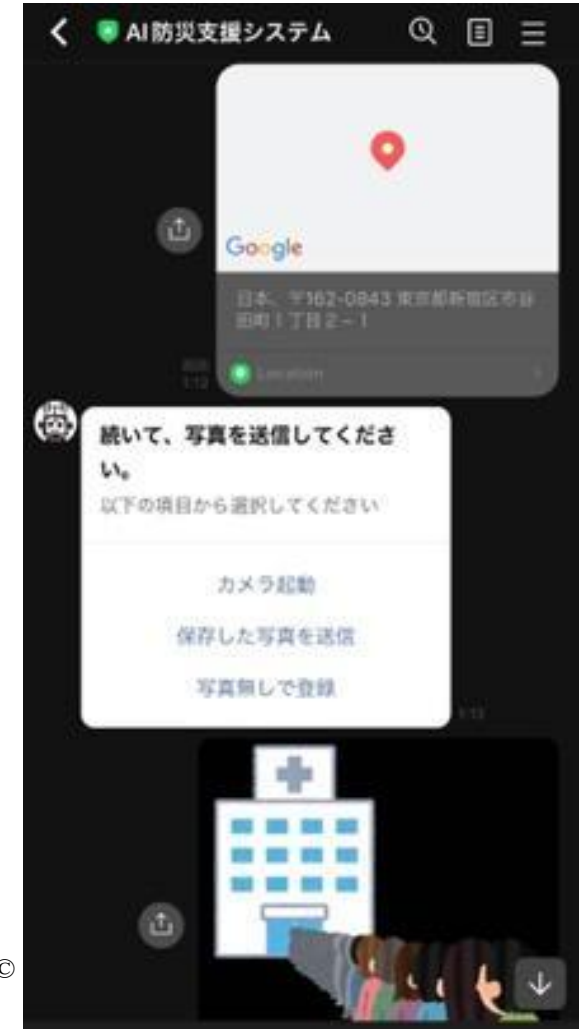 AI防災支援システム
Google
日本、〒162-0843 東京都新宿区市谷
田町1丁目2−1
Location
1:12
続いて、写真を送信してくださ
い。
以下の項目から選択してください
カメラ起動
保存した写真を送信
写真無しで登録
1:12
©